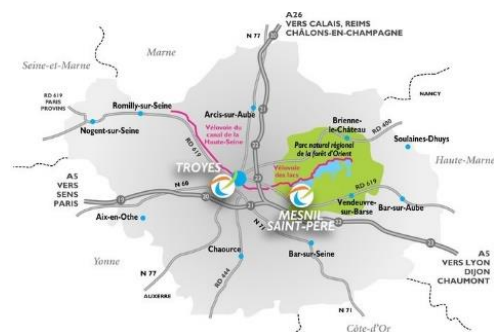 A26
VERS CALAIS, REIMS
CHÂLONS-EN-CHAMPAGNE
N 77
Marne
Seine-et-Marne
RD 619
PARIS
PROVINS
Romilly-sur-Seine
Nogent-sur-Seine
Arcis-sur-Aube
Vélovoie du
canal de la
Haute-Seine
RD 619
NANCY
Brienne-
le-Château
RD 400
Soulaines-Dhuys
Parc naturel régional
de la forêt d'Orient
Haute-Marne
TROYES
Vélovoie
des lacs
A5
VERS
SENS
PARIS
N 60
MESNIL
SAINT-PÈRE
RD 619
Vendeuvre-
sur-Barse
Bar-sur-Aube
Aix-en-Othe
N 71
Chaource
Bar-sur-Seine
A5
VERS LYON
DIJON
CHAUMONT
Yonne
N 77
AUXERRE
RD 444
N 71
Côte-d'Or